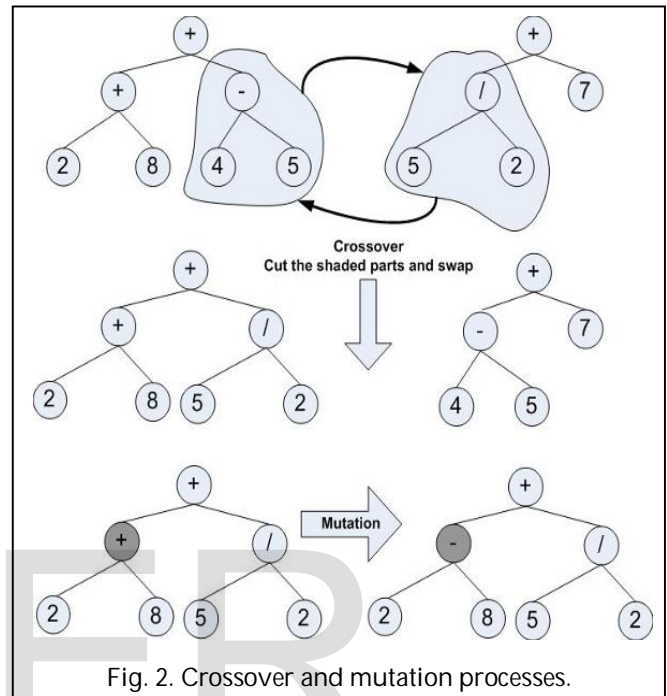 + +
+ - / 7
2 8 4 5 5 2
Crossover
Cut the shaded parts and swap
+ +
+ / - 7
2 8 5 2 4 5
+ +
Mutation
+ / - /
2 8 5 2 2 8 5 2
ER
Fig. 2. Crossover and mutation processes.